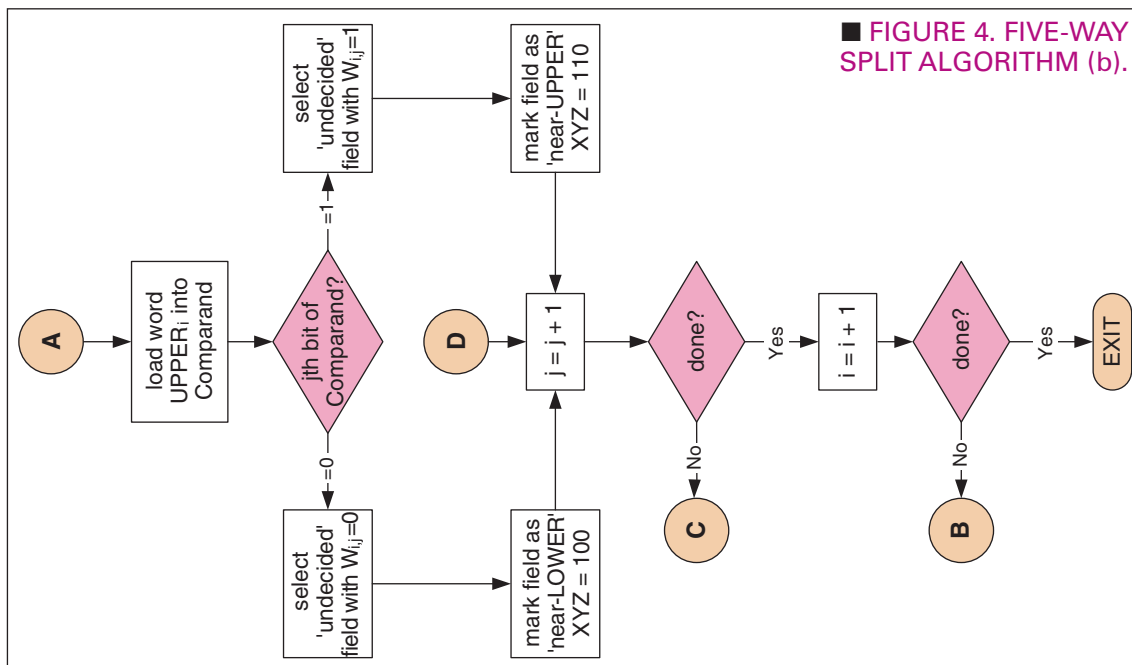 ■ FIGURE 4. FIVE-WAY
SPLIT ALGORITHM (b).
A
load word
UPPERi into
Comparand
jth bit of
Comparand?
=0
=1
select
'undecided'
field with Wi,j=0
select
'undecided'
field with Wi,j=1
mark field as
'near-LOWER'
XYZ = 100
mark field as
'near-UPPER'
XYZ = 110
D
j = j + 1
done?
No
C
Yes
i = i + 1
done?
No
B
Yes
EXIT